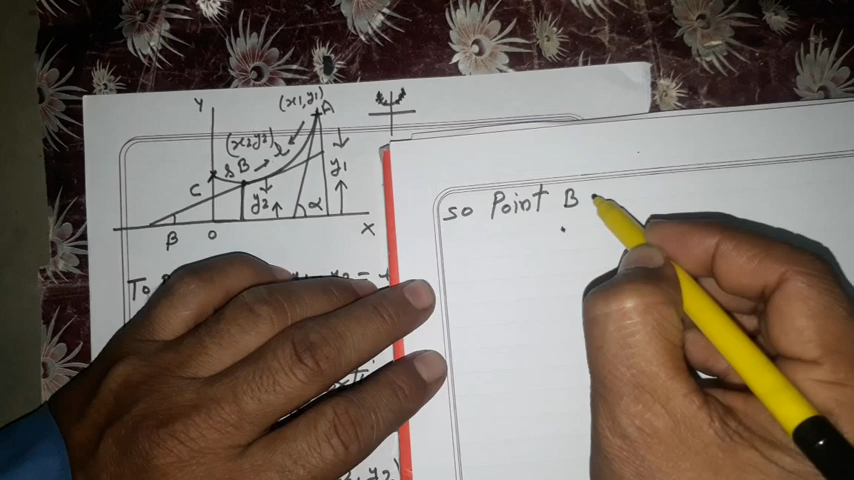 Y
(x1, y1) A
(x2 y2) l
s B
C
y1
y2
α
β
O
X
To
so Point B